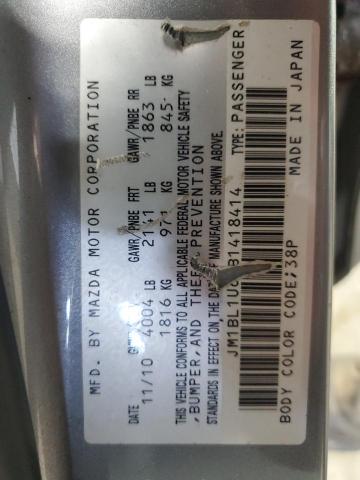 MFD. BY MAZDA MOTOR CORPORATION
DATE GAWR/PNBE FRT GAWR/PNBE RR
11/10 4004 LB 2141 LB 1863 LB
1816 KG 971 KG 845 KG
THIS VEHICLE CONFORMS TO ALL APPLICABLE FEDERAL MOTOR VEHICLE SAFETY
, BUMPER, AND THEFT PREVENTION
STANDARDS IN EFFECT ON THE DATE OF MANUFACTURE SHOWN ABOVE.
TYPE: PASSENGER
BODY COLOR CODE;38P MADE IN JAPAN